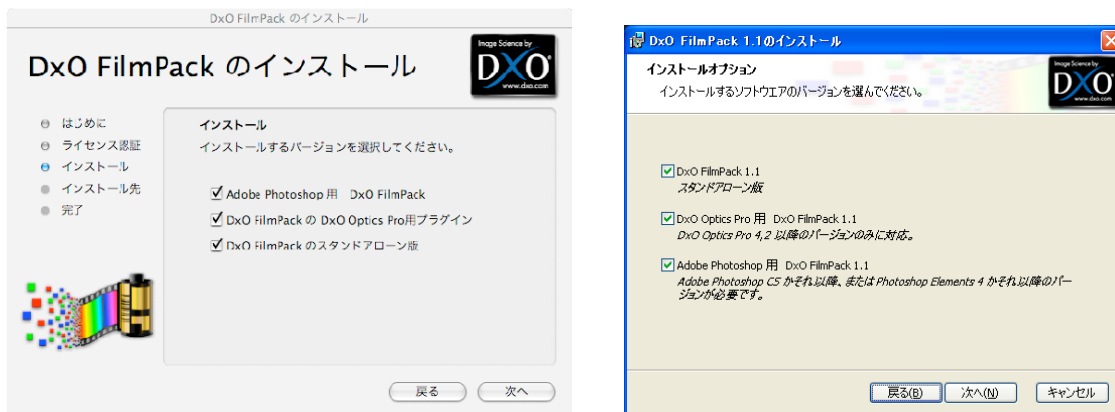 DxO FilmPack のインストール
DxO FilmPack のインストール
Image Science by
DXO
www.dxo.com
はじめに
ライセンス認証
インストール
インストール先
完了
インストール
インストールするバージョンを選択してください。
Adobe Photoshop 用 DxO FilmPack
DxO FilmPack の DxO Optics Pro用プラグイン
DxO FilmPack のスタンドアローン版
戻る
次へ
DxO FilmPack 1.1のインストール
インストールオプション
インストールするソフトウエアのバージョンを選んでください。
Image Science by
DXO
www.dxo.com
DxO FilmPack 1.1
スタンドアローン版
DxO Optics Pro 用 DxO FilmPack 1.1
DxO Optics Pro 4,2 以降のバージョンのみに対応。
Adobe Photoshop 用 DxO FilmPack 1.1
Adobe Photoshop CS かそれ以降、または Photoshop Elements 4 かそれ以降のバー
ジョンが必要です。
戻る(B)
次へ(N)
キャンセル